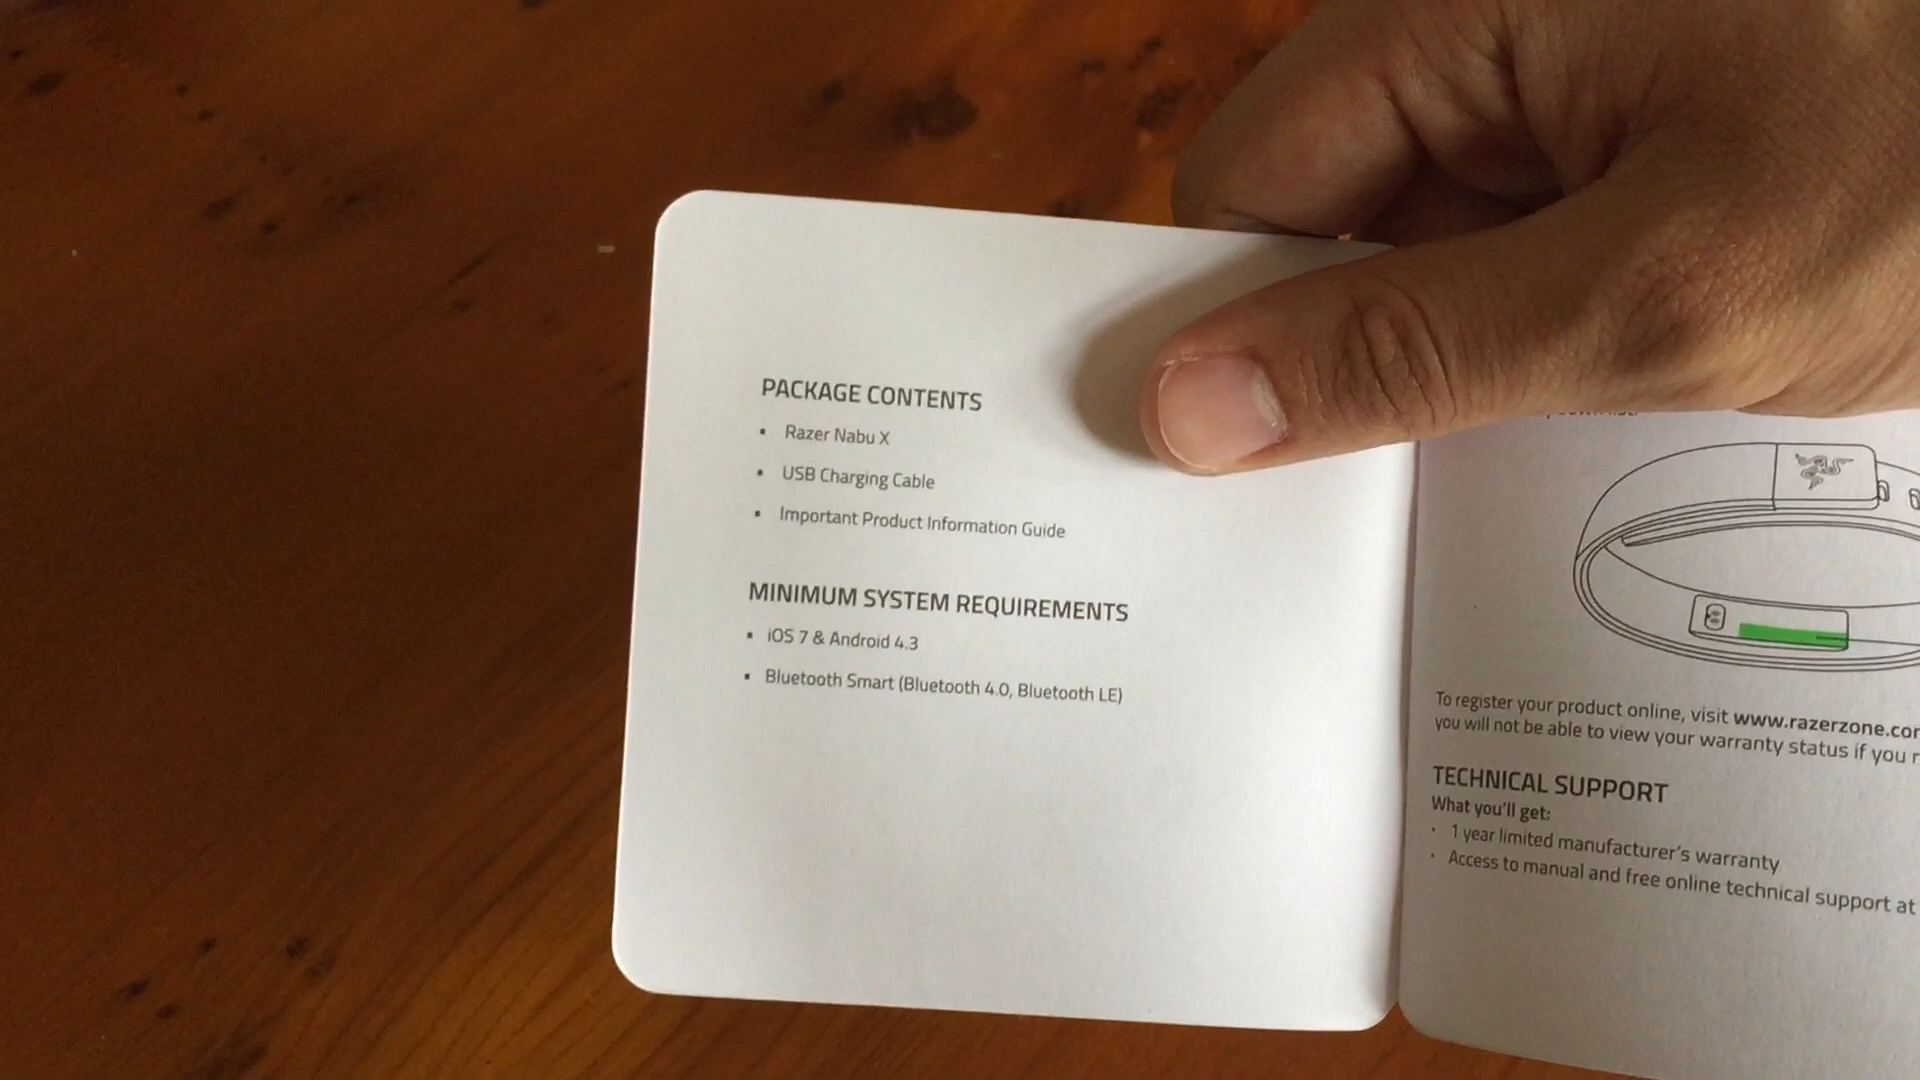 PACKAGE CONTENTS
▪ Razer Nabu X
▪ USB Charging Cable
▪ Important Product Information Guide
MINIMUM SYSTEM REQUIREMENTS
▪ iOS 7 & Android 4.3
▪ Bluetooth Smart (Bluetooth 4.0, Bluetooth LE)
To register your product online, visit www.razerzone.com
you will not be able to view your warranty status if you
TECHNICAL SUPPORT
What you'll get:
· 1 year limited manufacturer's warranty
· Access to manual and free online technical support at